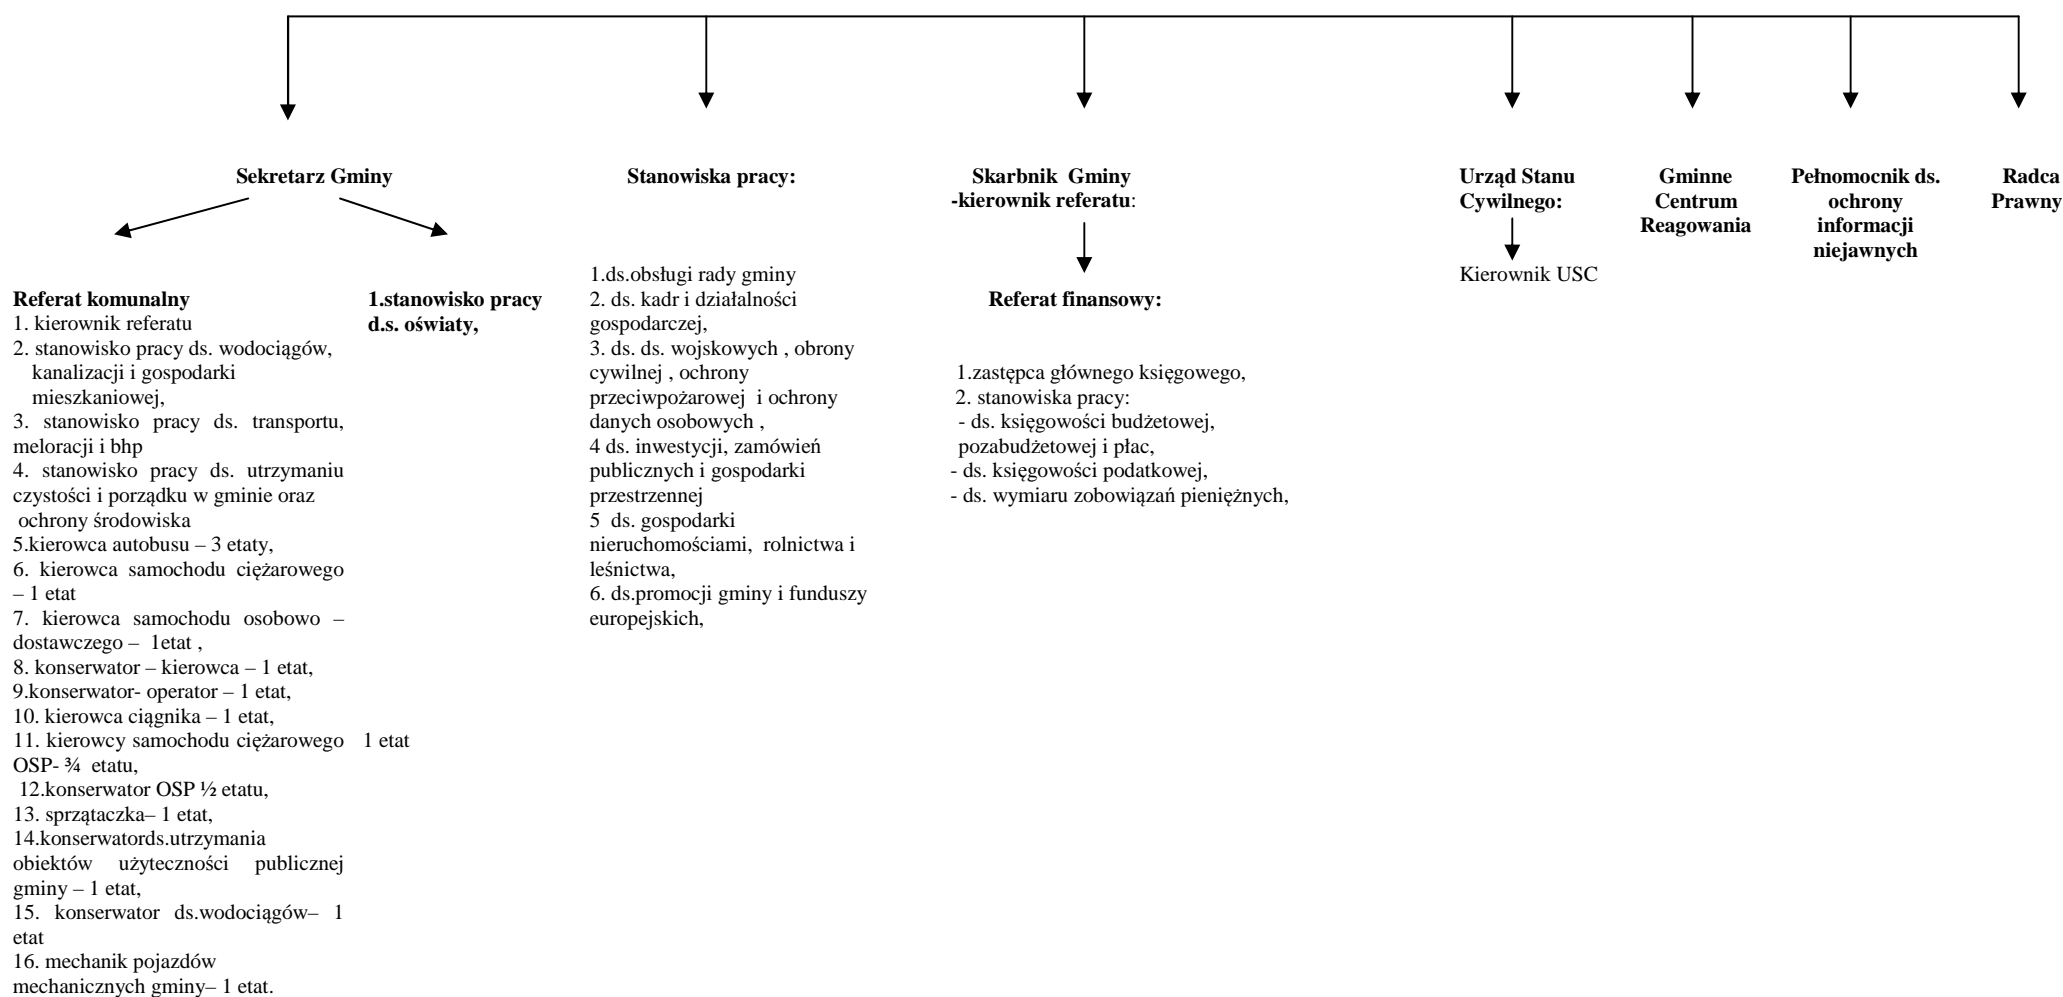 Sekretarz Gminy
Referat komunalny
1. kierownik referatu
2. stanowisko pracy ds. wodociągów,
kanalizacji i gospodarki
mieszkaniowej,
3. stanowisko pracy ds. transportu,
meloracji i bhp
4. stanowisko pracy ds. utrzymaniu
czystości i porządku w gminie oraz
ochrony środowiska
5.kierowca autobusu – 3 etaty,
6. kierowca samochodu ciężarowego
– 1 etat
7. kierowca samochodu osobowo –
dostawczego – 1etat ,
8. konserwator – kierowca – 1 etat,
9.konserwator- operator – 1 etat,
10. kierowca ciągnika – 1 etat,
11. kierowcy samochodu ciężarowego 1 etat
OSP- ¾ etatu,
12.konserwator OSP ½ etatu,
13. sprzątaczka– 1 etat,
14.konserwatords.utrzymania
obiektów użyteczności publicznej
gminy – 1 etat,
15. konserwator ds.wodociągów– 1
etat
16. mechanik pojazdów
mechanicznych gminy– 1 etat.
1.stanowisko pracy
d.s. oświaty,
Stanowiska pracy:
1.ds.obsługi rady gminy
2. ds. kadr i działalności
gospodarczej,
3. ds. ds. wojskowych , obrony
cywilnej , ochrony
przeciwpożarowej i ochrony
danych osobowych ,
4 ds. inwestycji, zamówień
publicznych i gospodarki
przestrzennej
5 ds. gospodarki
nieruchomościami, rolnictwa i
leśnictwa,
6. ds.promocji gminy i funduszy
europejskich,
Skarbnik Gminy
-kierownik referatu:
Referat finansowy:
1.zastępca głównego księgowego,
2. stanowiska pracy:
- ds. księgowości budżetowej,
pozabudżetowej i płac,
- ds. księgowości podatkowej,
- ds. wymiaru zobowiązań pieniężnych,
Urząd Stanu
Cywilnego:
Kierownik USC
Gminne
Centrum
Reagowania
Pełnomocnik ds.
ochrony
informacji
niejawnych
Radca
Prawny